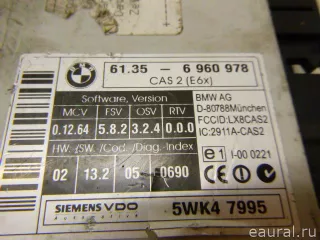 61.35 - 6 960 978
CAS 2 (E6x)
Software, Version
MCV FSV OSV RTV
0.12.64 5.8.2 3.2.4 0.0.0
HW. /SW. /Cod. /Diag.-Index
02 13.2 05 F0690
BMW AG
D-80788München
FCCID:LX8CAS2
IC:2911A-CAS2
e1 I-00 0221
SIEMENS VDO
Automotive
5WK4 7995
eaural.ru